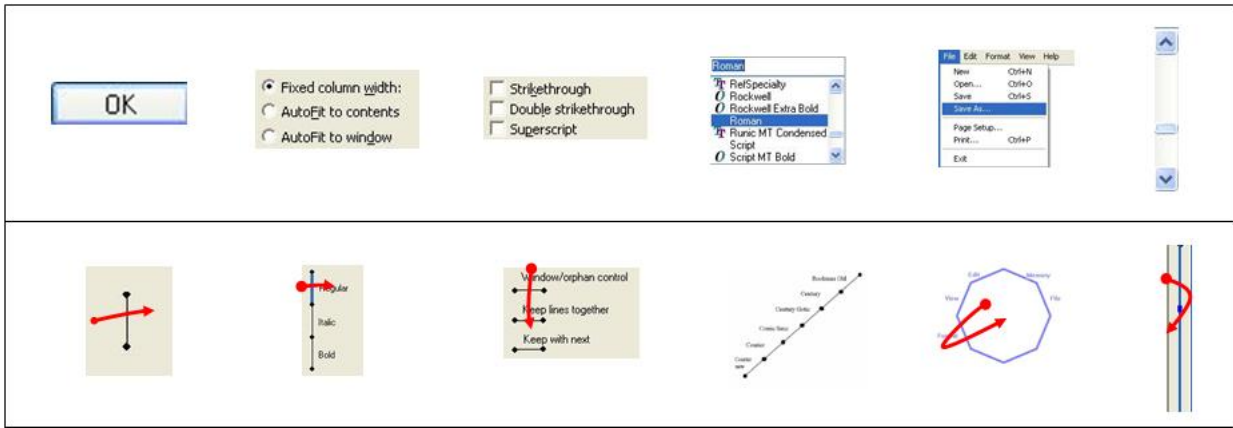 OK
Fixed column width:
AutoFit to contents
AutoFit to window
Strikethrough
Double strikethrough
Superscript
Roman
RefSpecialty
Rockwell
Rockwell Extra Bold
Roman
Runic MT Condensed
Script
Script MT Bold
File Edit Format View Help
New Ctrl+N
Open... Ctrl+O
Save Ctrl+S
Save As...
Page Setup...
Print... Ctrl+P
Exit
Regular
Italic
Bold
Window/orphan control
Keep lines together
Keep with next
Bookman Old
Century
Century Gothic
Comic Sans
Courier
Courier
new
Edit
Memory
View
File